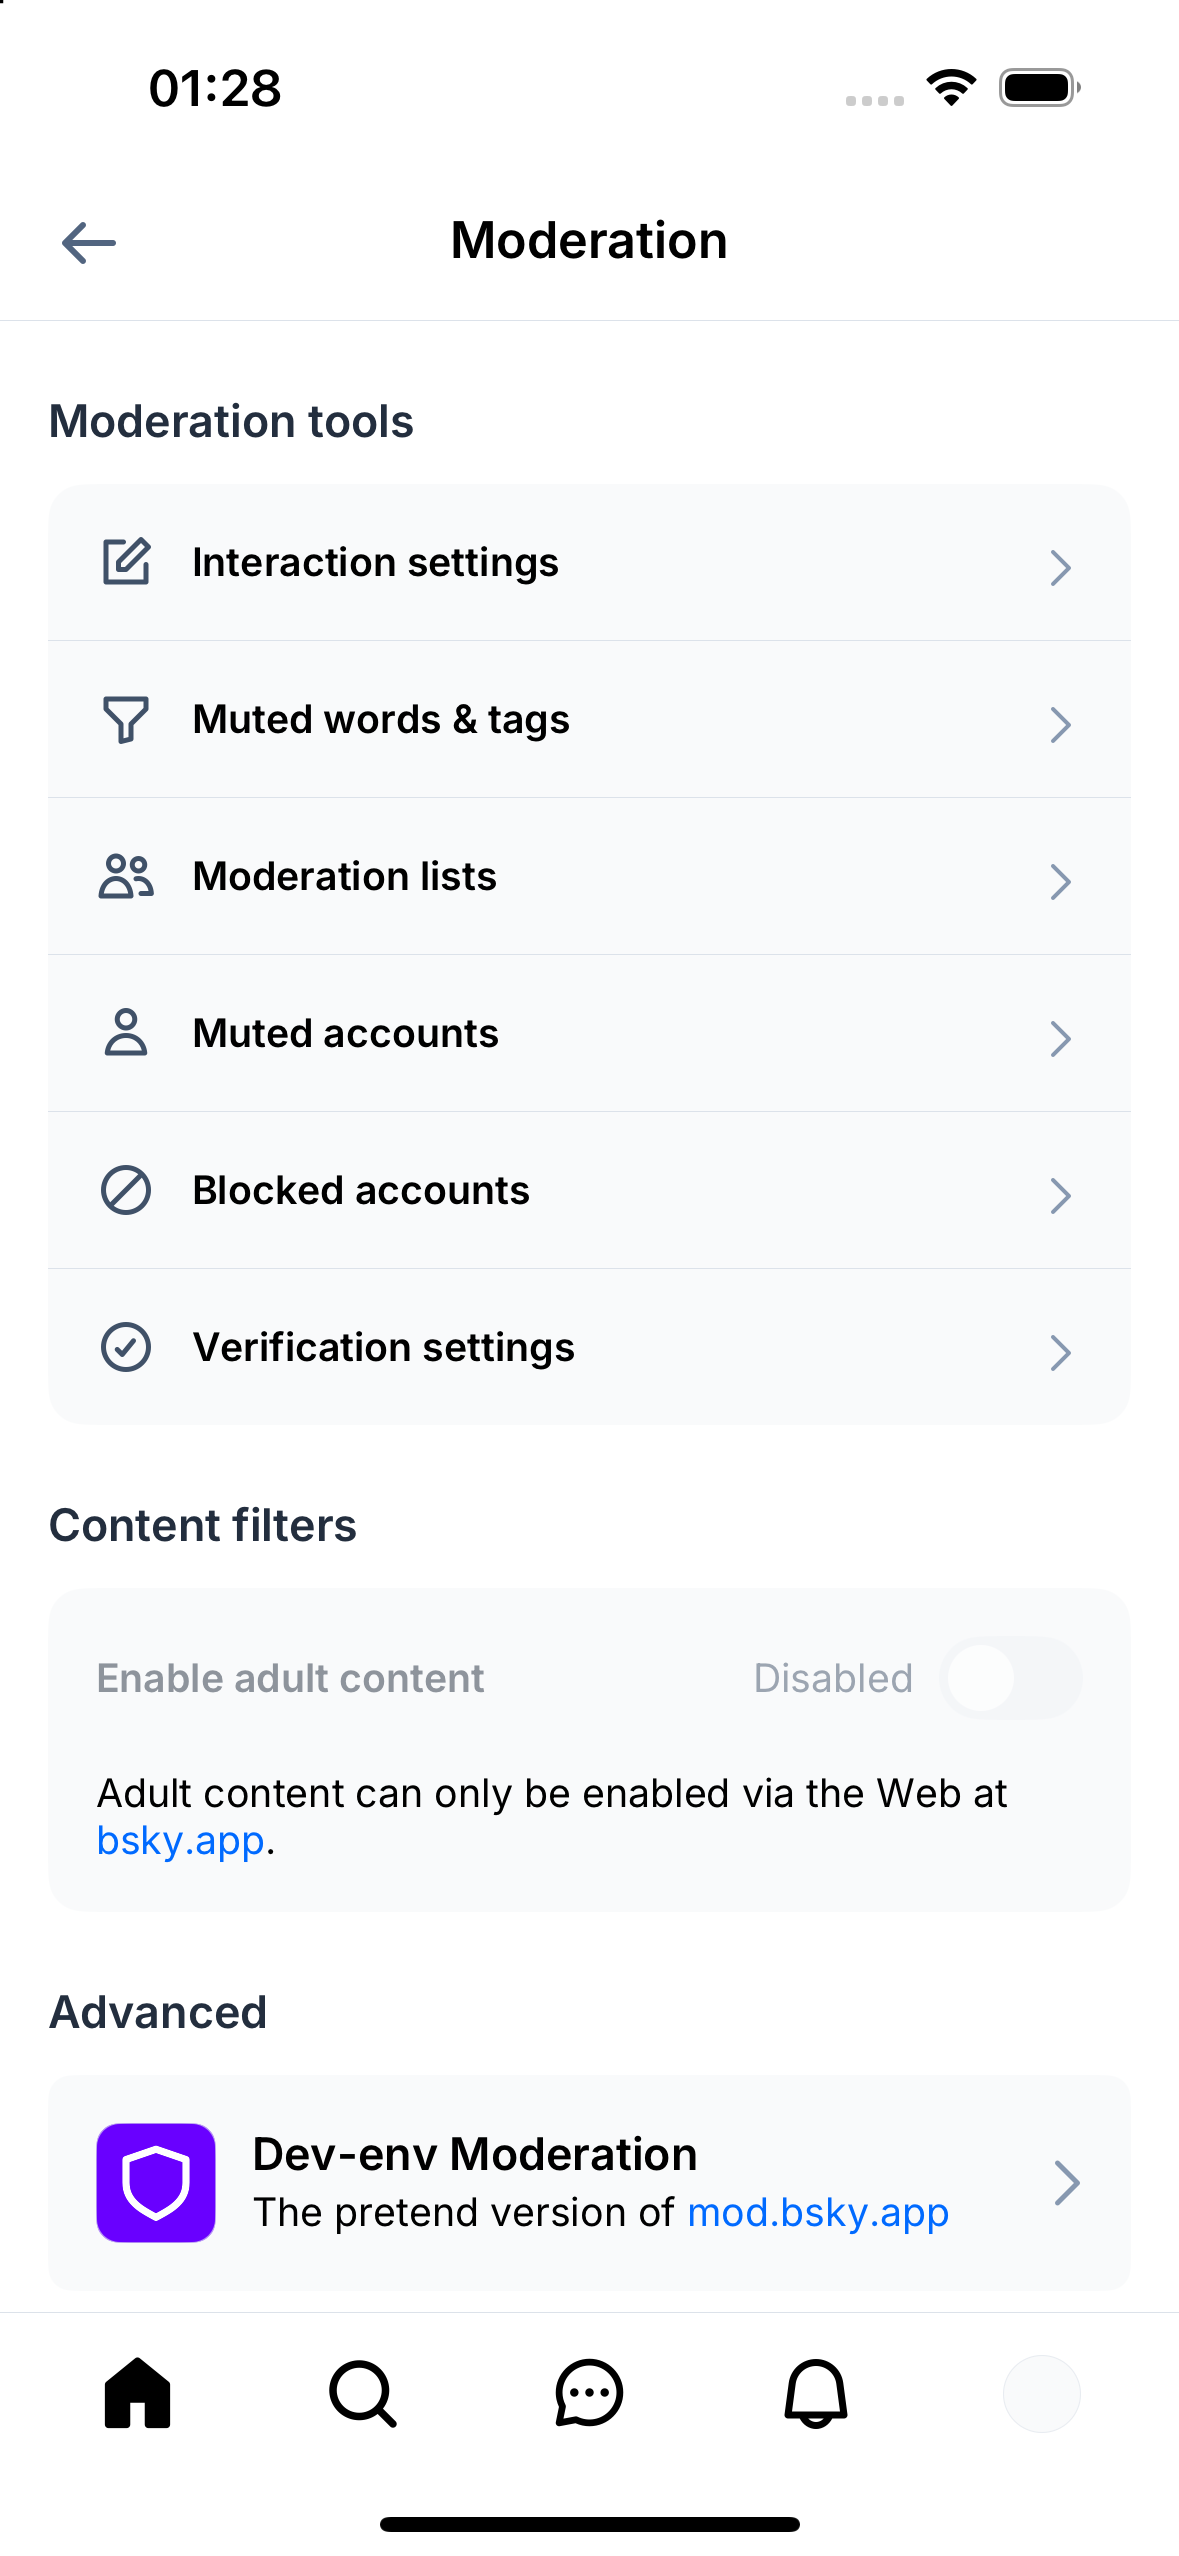 01:28
Moderation
Moderation tools
Interaction settings
Muted words & tags
Moderation lists
Muted accounts
Blocked accounts
Verification settings
Content filters
Enable adult content
Disabled
Adult content can only be enabled via the Web at
bsky.app.
Advanced
Dev-env Moderation
The pretend version of mod.bsky.app